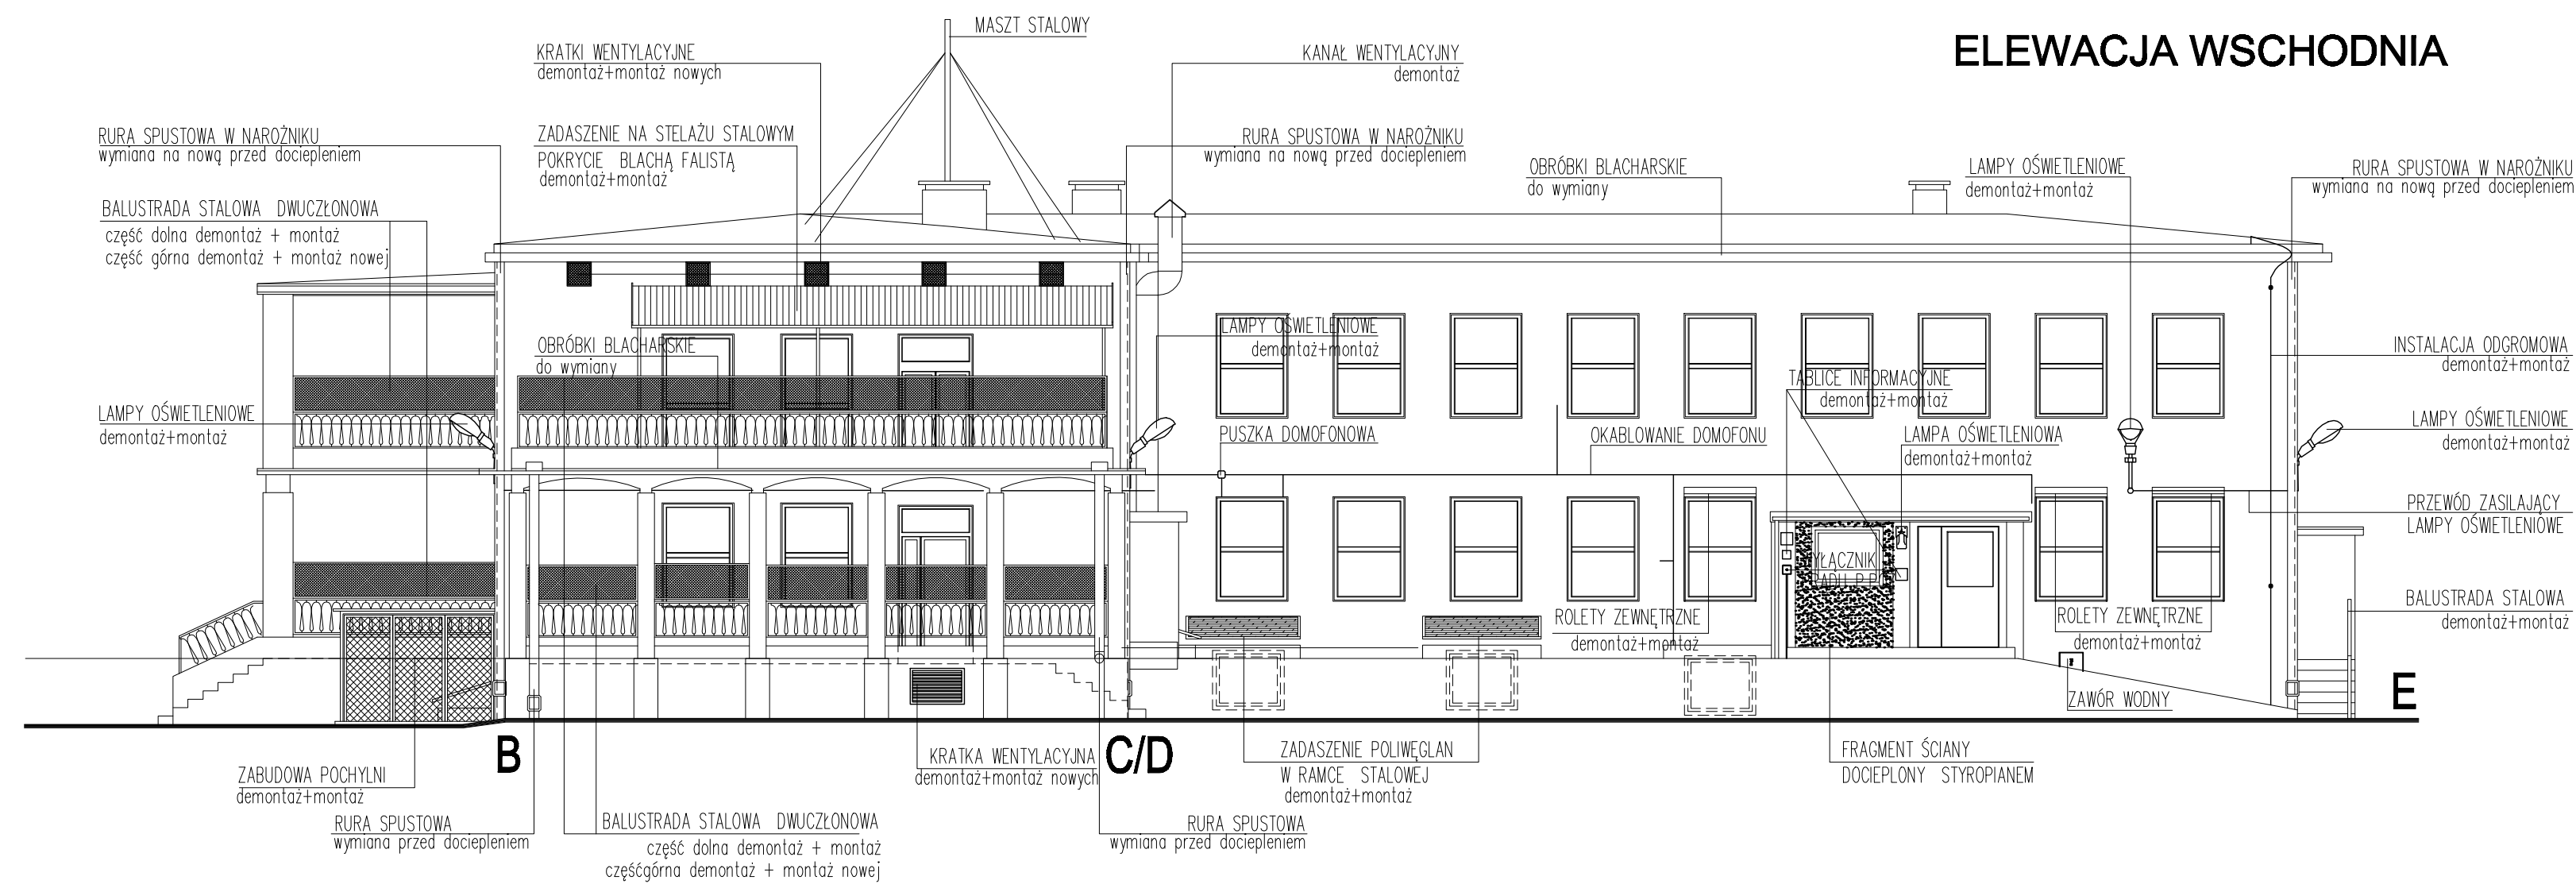 ELEWACJA WSCHODNIA
MASZT STALOWY
KRATKI WENTYLACYJNE
demontaż+montaż nowych
KANAŁ WENTYLACYJNY
demontaż
RURA SPUSTOWA W NAROŻNIKU
wymiana na nową przed dociepleniem
ZADASZENIE NA STELAŻU STALOWYM
POKRYCIE BLACHĄ FALISTĄ
demontaż+montaż
RURA SPUSTOWA W NAROŻNIKU
wymiana na nową przed dociepleniem
OBRÓBKI BLACHARSKIE
do wymiany
LAMPY OŚWIETLENIOWE
demontaż+montaż
RURA SPUSTOWA W NAROŻNIKU
wymiana na nową przed dociepleniem
BALUSTRADA STALOWA DWUCZŁONOWA
część dolna demontaż + montaż
część górna demontaż + montaż nowej
OBRÓBKI BLACHARSKIE
do wymiany
LAMPY OŚWIETLENIOWE
demontaż+montaż
INSTALACJA ODGROMOWA
demontaż+montaż
TABLICE INFORMACYJNE
demontaż+montaż
LAMPY OŚWIETLENIOWE
demontaż+montaż
PUSZKA DOMOFONOWA
OKABLOWANIE DOMOFONU
LAMPA OŚWIETLENIOWA
demontaż+montaż
LAMPY OŚWIETLENIOWE
demontaż+montaż
PRZEWÓD ZASILAJĄCY
LAMPY OŚWIETLENIOWE
BALUSTRADA STALOWA
demontaż+montaż
ROLETY ZEWNĘTRZNE
demontaż+montaż
ROLETY ZEWNĘTRZNE
demontaż+montaż
ZAWÓR WODNY
E
B
C/D
ZABUDOWA POCHYLNI
demontaż+montaż
KRATKA WENTYLACYJNA
demontaż+montaż nowych
ZADASZENIE POLIWĘGLAN
W RAMCE STALOWEJ
demontaż+montaż
FRAGMENT ŚCIANY
DOCIEPLONY STYROPIANEM
RURA SPUSTOWA
wymiana przed dociepleniem
BALUSTRADA STALOWA DWUCZŁONOWA
część dolna demontaż + montaż
częśćgórna demontaż + montaż nowej
RURA SPUSTOWA
wymiana przed dociepleniem